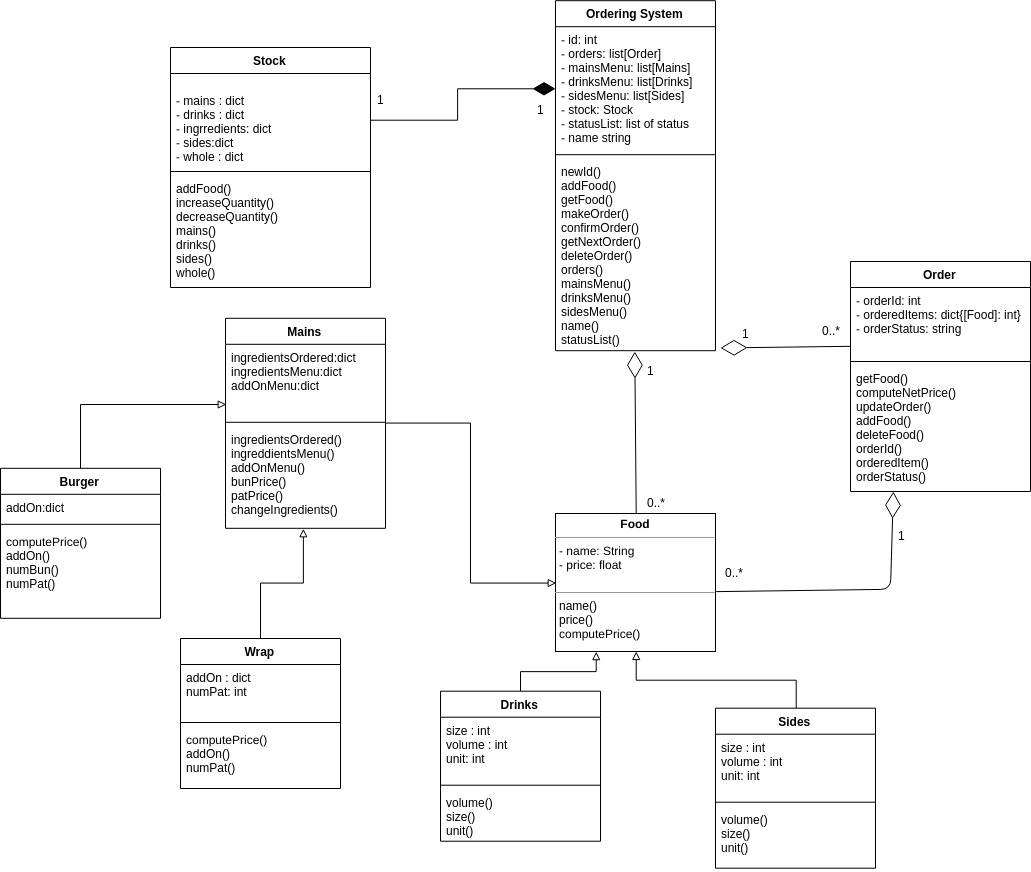 Ordering System
- id: int
- orders: list[Order]
- mainsMenu: list[Mains]
- drinksMenu: list[Drinks]
- sidesMenu: list[Sides]
- stock: Stock
- statusList: list of status
- name string
newId()
addFood()
getFood()
makeOrder()
confirmOrder()
getNextOrder()
deleteOrder()
orders()
mainsMenu()
drinksMenu()
sidesMenu()
name()
statusList()
Stock
- mains : dict
- drinks : dict
- ingrredients: dict
- sides:dict
- whole : dict
addFood()
increaseQuantity()
decreaseQuantity()
mains()
drinks()
sides()
whole()
1
1
Order
- orderId: int
- orderedItems: dict{[Food]: int}
- orderStatus: string
getFood()
computeNetPrice()
updateOrder()
addFood()
deleteFood()
orderId()
orderedItem()
orderStatus()
1
0..*
Mains
ingredientsOrdered:dict
ingredientsMenu:dict
addOnMenu:dict
ingredientsOrdered()
ingreddientsMenu()
addOnMenu()
bunPrice()
patPrice()
changeIngredients()
1
0..*
Burger
addOn:dict
computePrice()
addOn()
numBun()
numPat()
Food
- name: String
- price: float
name()
price()
computePrice()
0..*
1
Wrap
addOn : dict
numPat: int
computePrice()
addOn()
numPat()
Drinks
size : int
volume : int
unit: int
volume()
size()
unit()
Sides
size : int
volume : int
unit: int
volume()
size()
unit()